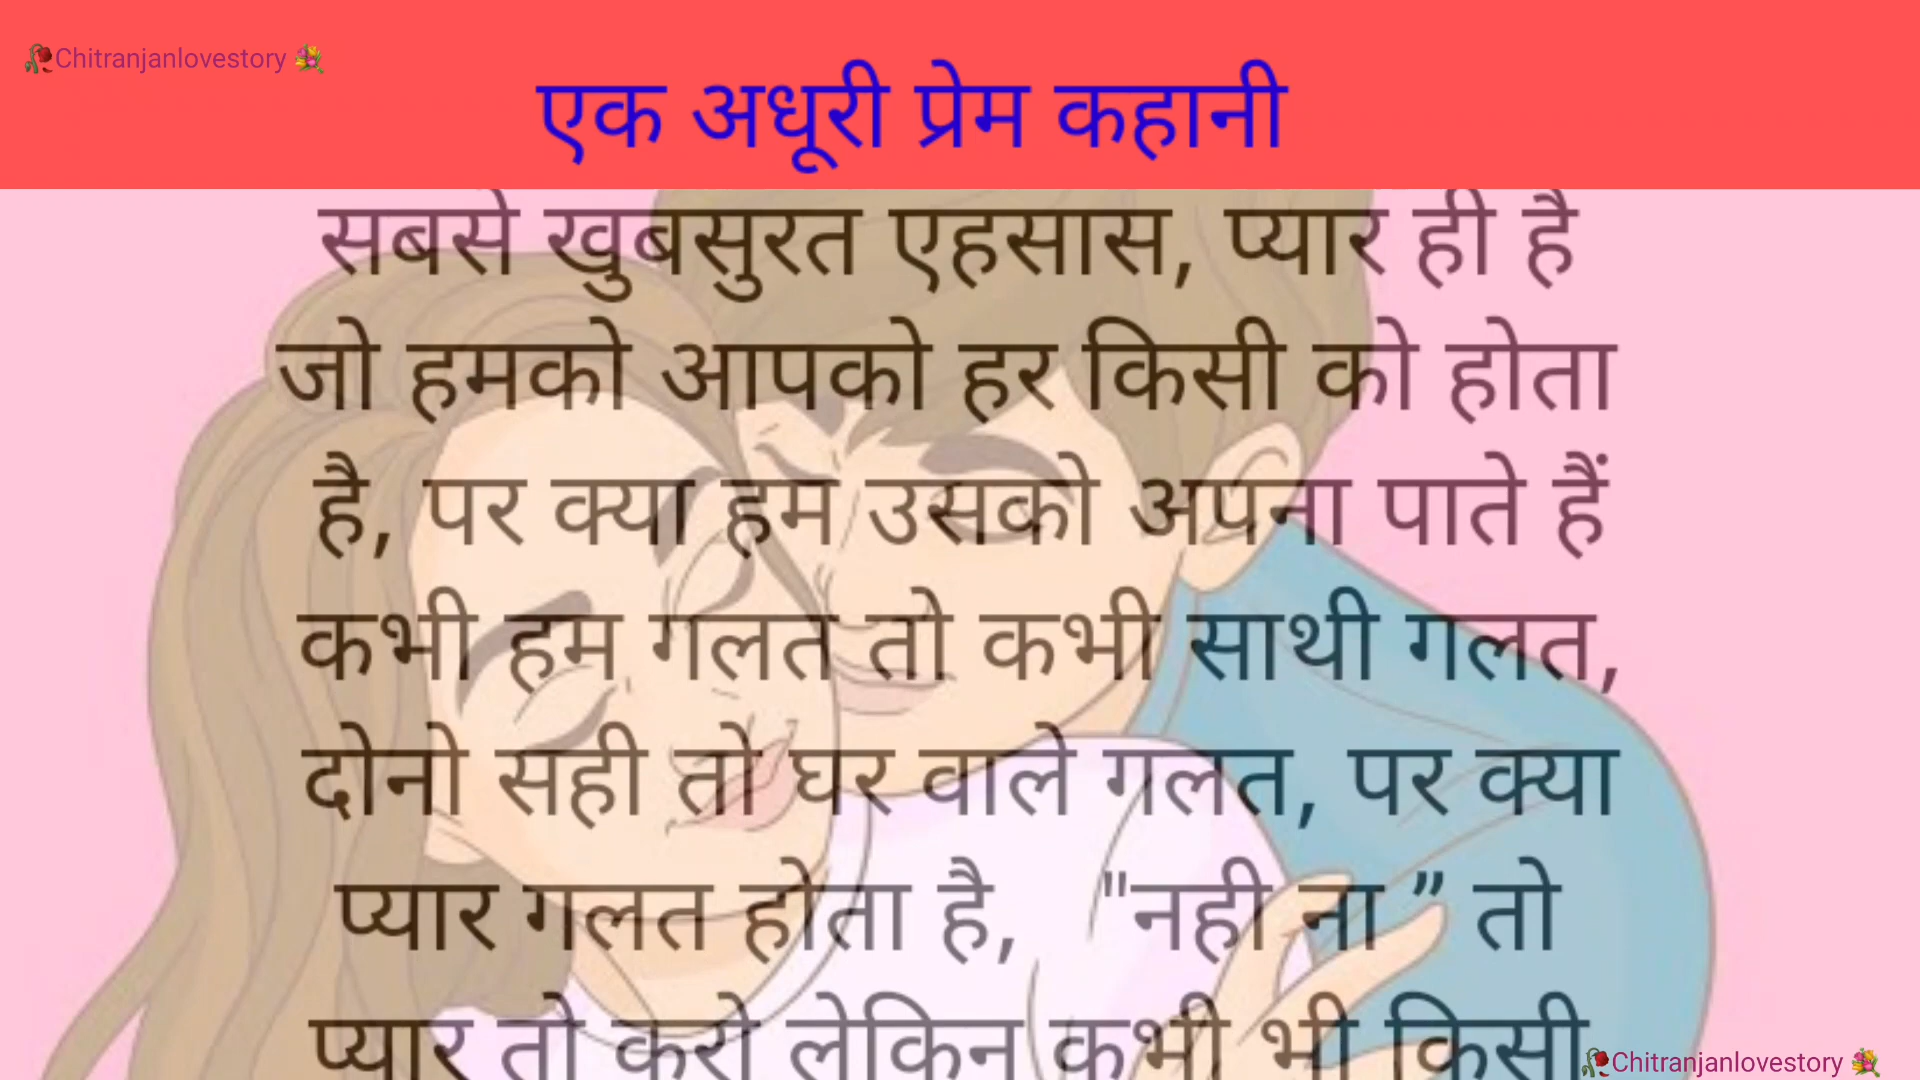 🥀Chitranjanlovestory 💐
एक अधूरी प्रेम कहानी
सबसे खुबसुरत एहसास, प्यार ही है
जो हमको आपको हर किसी को होता
है, पर क्या हम उसको अपना पाते हैं
कभी हम गलत तो कभी साथी गलत,
दोनो सही तो घर वाले गलत, पर क्या
प्यार गलत होता है, "नही ना ” तो
प्यार तो करो लेकिन कभी भी किसी
🥀Chitranjanlovestory 💐